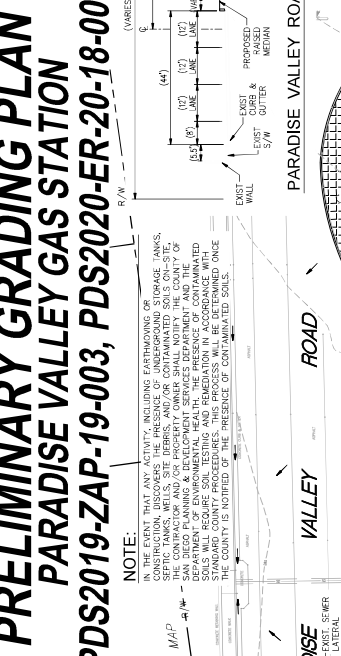 PRELIMINARY GRADING PLAN
PARADISE VALLEY GAS STATION
PDS2019-ZAP-19-003, PDS2020-ER-20-18-00
NOTE:
IN THE EVENT THAT ANY ACTIVITY, INCLUDING EARTHMOVING OR
CONSTRUCTION, DISCOVERS THE PRESENCE OF UNDERGROUND STORAGE TANKS,
SEPTIC TANKS, WELLS, SITE DEBRIS, AND/OR CONTAMINATED SOILS ON-SITE,
THE CONTRACTOR AND/OR PROPERTY OWNER SHALL NOTIFY THE COUNTY OF
SAN DIEGO PLANNING & DEVELOPMENT SERVICES DEPARTMENT AND THE
DEPARTMENT OF ENVIRONMENTAL HEALTH. THE PRESENCE OF CONTAMINATED
SOILS WILL REQUIRE SOIL TESTING AND REMEDIATION IN ACCORDANCE WITH
STANDARD COUNTY PROCEEDURES. THIS PROCESS WILL BE DETERMINED ONCE
THE COUNTY IS NOTIFIED OF THE PRESENCE OF CONTAMINATED SOILS.
(VARIES
R/W
(44')
(5.5')
(8')
(12')
LANE
(12')
LANE
(12')
LANE
EXIST
WALL
EXIST
S/W
EXIST
CURB &
GUTTER
PROPOSED
RAISED
MEDIAN
PARADISE VALLEY ROA
MAP
R/W
VALLEY
ROAD
EXIST. SEWER
LATERAL